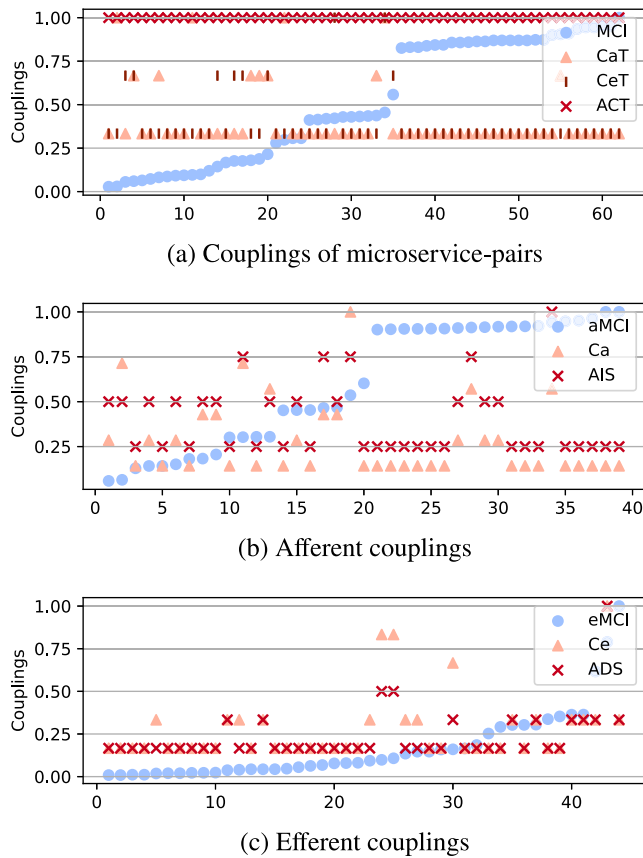 1.00
0.75
0.50
0.25
0.00
Couplings
MCI
CaT
CeT
ACT
0 10 20 30 40 50 60
(a) Couplings of microservice-pairs
1.00
0.75
0.50
0.25
Couplings
aMCI
Ca
AIS
0 5 10 15 20 25 30 35 40
(b) Afferent couplings
1.00
0.75
0.50
0.25
0.00
Couplings
eMCI
Ce
ADS
0 10 20 30 40
(c) Efferent couplings